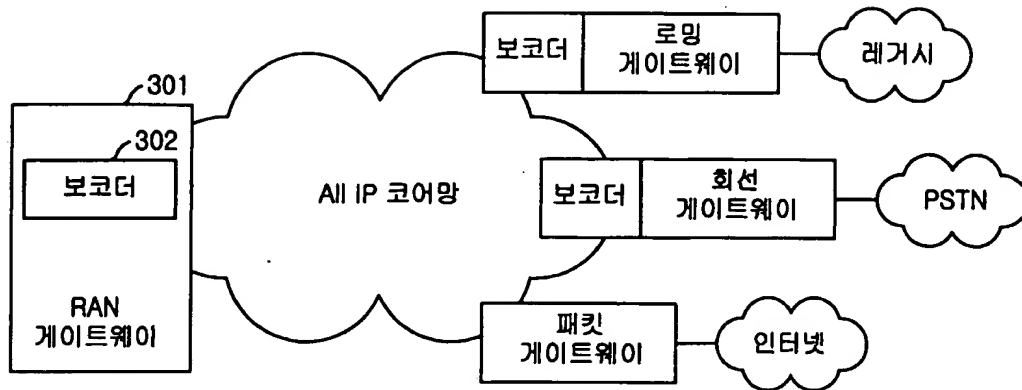 301
302
보코더
RAN
게이트웨이
All IP 코어망
보코더
로밍
게이트웨이
레거시
보코더
회선
게이트웨이
PSTN
패킷
게이트웨이
인터넷